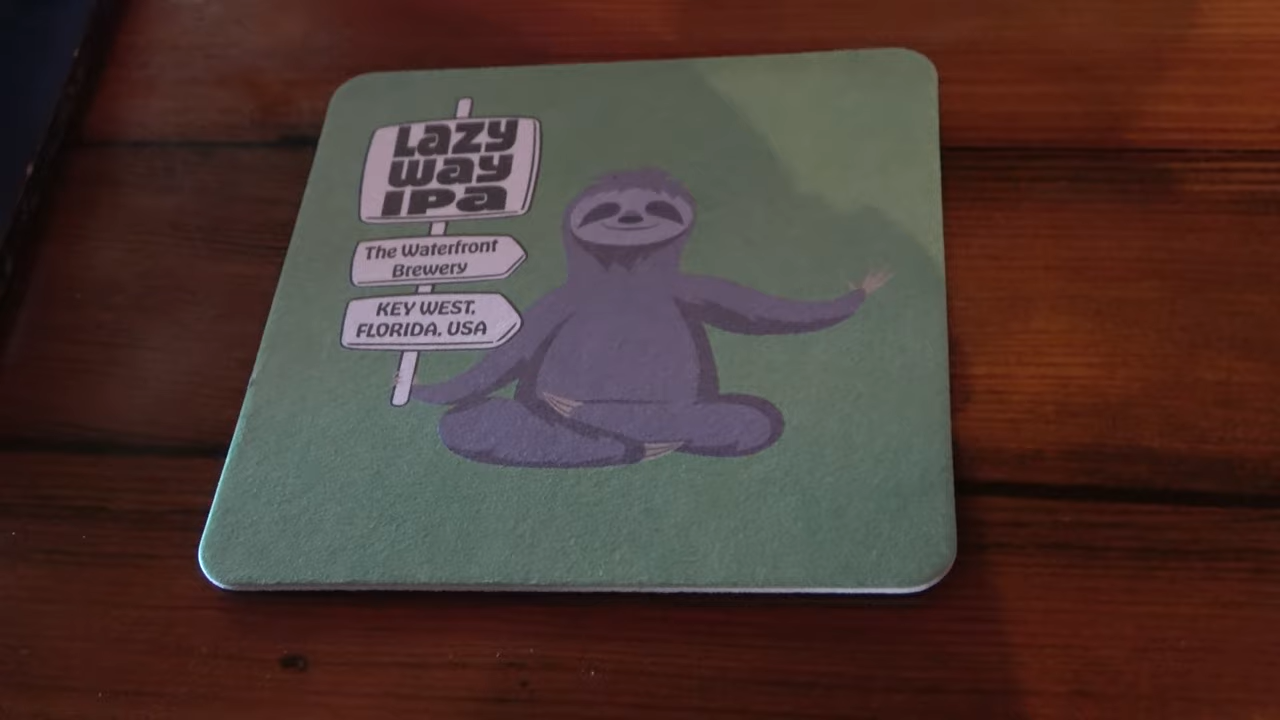 Lazy
way
IPa
The Waterfront
Brewery
KEY WEST,
FLORIDA, USA